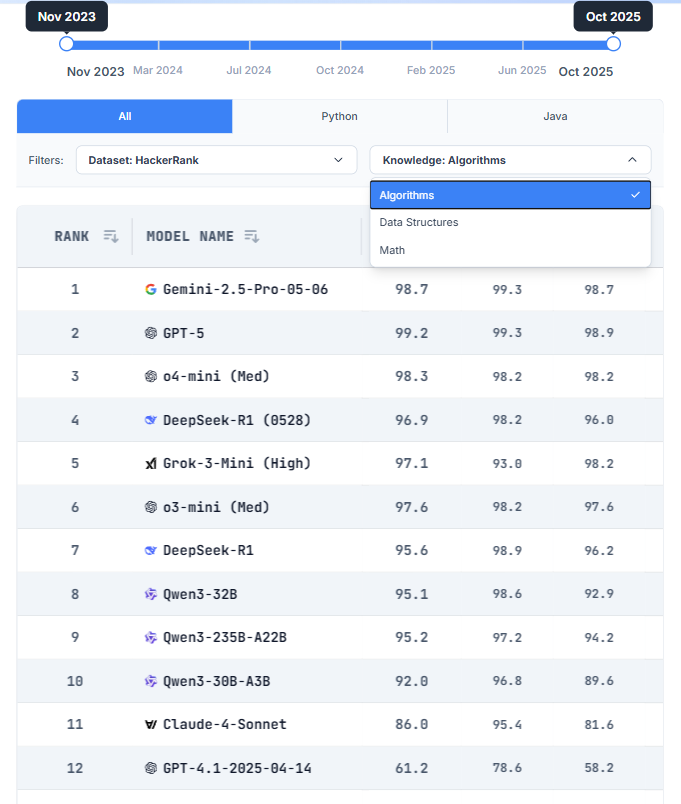 Nov 2023 Oct 2025
Nov 2023 Mar 2024 Jul 2024 Oct 2024 Feb 2025 Jun 2025 Oct 2025
All Python Java
Filters: Dataset: HackerRank Knowledge: Algorithms
Algorithms
Data Structures
RANK MODEL NAME
Math
1 Gemini-2.5-Pro-05-06 98.7 99.3 98.7
2 GPT-5 99.2 99.3 98.9
3 o4-mini (Med) 98.3 98.2 98.2
4 DeepSeek-R1 (0528) 96.9 98.2 96.0
5 Grok-3-Mini (High) 97.1 93.0 98.2
6 o3-mini (Med) 97.6 98.2 97.6
7 DeepSeek-R1 95.6 98.9 96.2
8 Qwen3-32B 95.1 98.6 92.9
9 Qwen3-235B-A22B 95.2 97.2 94.2
10 Qwen3-30B-A3B 92.0 96.8 89.6
11 Claude-4-Sonnet 86.0 95.4 81.6
12 GPT-4.1-2025-04-14 61.2 78.6 58.2